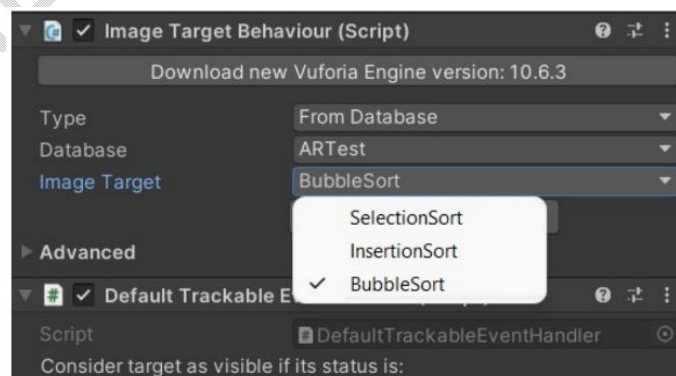 Image Target Behaviour (Script)
Download new Vuforia Engine version: 10.6.3
Type From Database
Database ARTest
Image Target BubbleSort
SelectionSort
InsertionSort
Advanced
BubbleSort
Default Trackable E
Script DefaultTrackableEventHandler
Consider target as visible if its status is: